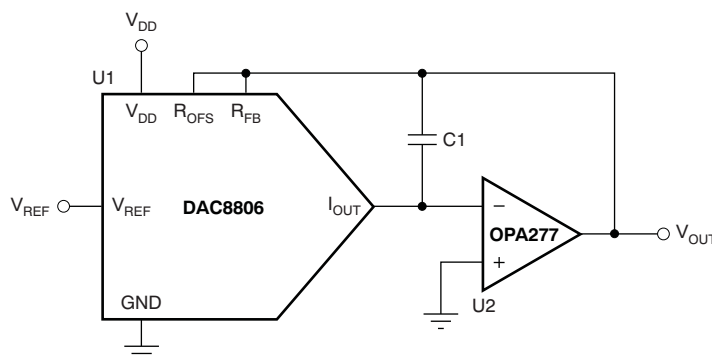 V_DD
U1
V_DD R_OFS R_FB
C1
V_REF V_REF DAC8806 I_OUT
−
OPA277
V_OUT
+
GND
U2